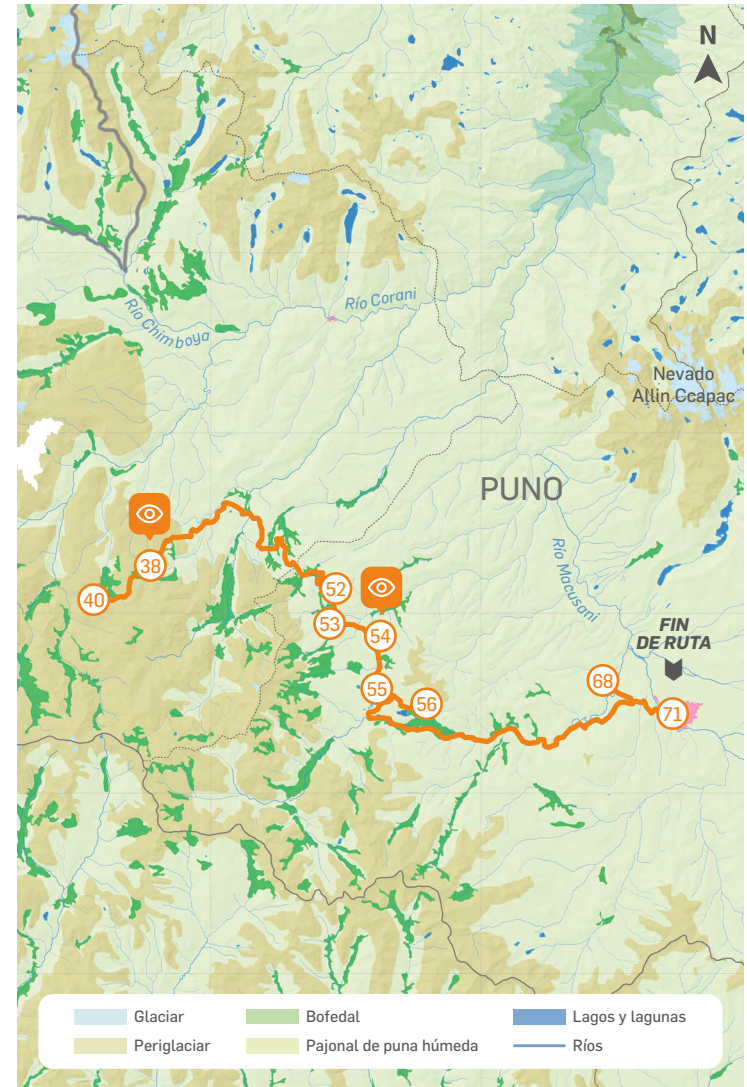 N
Río Corani
Río Chimboya
Nevado
Allin Ccapac
PUNO
38
40
52
53
54
Río Macusani
FIN
DE RUTA
55
56
68
71
Glaciar
Bofedal
Lagos y lagunas
Periglaciar
Pajonal de puna húmeda
Ríos